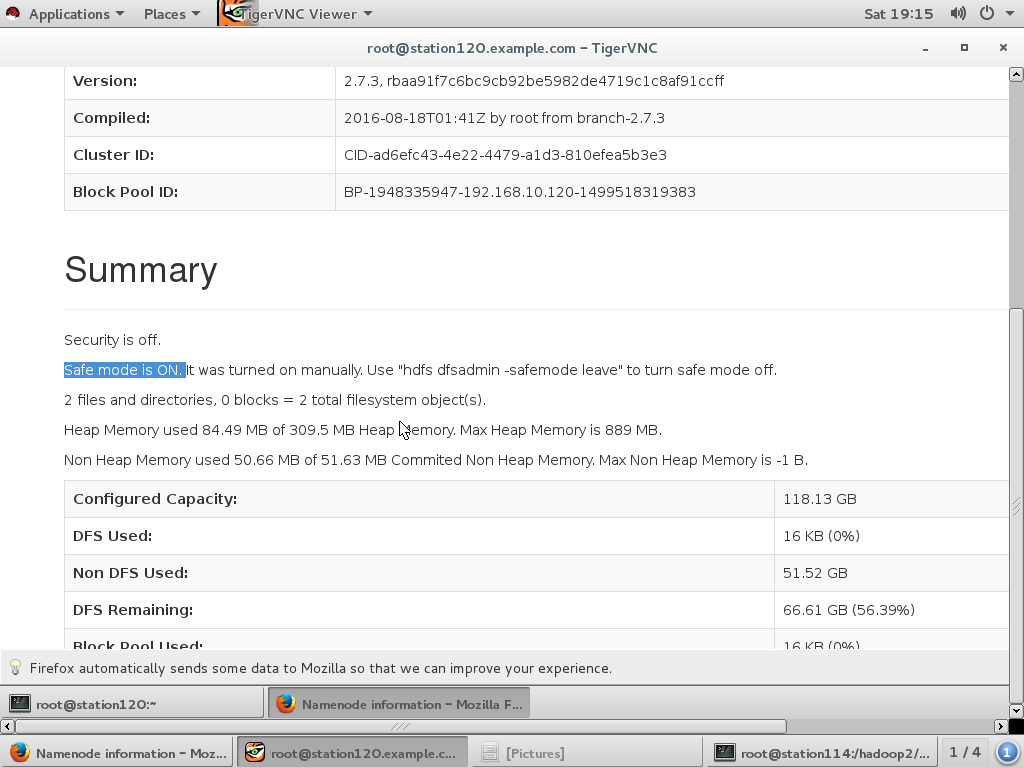 Applications Places TigerVNC Viewer Sat 19:15
root@station120.example.com – TigerVNC
Version: 2.7.3, rbaa91f7c6bc9cb92be5982de4719c1c8af91ccff
Compiled: 2016-08-18T01:41Z by root from branch-2.7.3
Cluster ID: CID-ad6efc43-4e22-4479-a1d3-810efea5b3e3
Block Pool ID: BP-1948335947-192.168.10.120-1499518319383
Summary
Security is off.
Safe mode is ON. It was turned on manually. Use "hdfs dfsadmin -safemode leave" to turn safe mode off.
2 files and directories, 0 blocks = 2 total filesystem object(s).
Heap Memory used 84.49 MB of 309.5 MB Heap Memory. Max Heap Memory is 889 MB.
Non Heap Memory used 50.66 MB of 51.63 MB Commited Non Heap Memory. Max Non Heap Memory is -1 B.
Configured Capacity: 118.13 GB
DFS Used: 16 KB (0%)
Non DFS Used: 51.52 GB
DFS Remaining: 66.61 GB (56.39%)
Block Pool Used: 16 KB (0%)
Firefox automatically sends some data to Mozilla so that we can improve your experience.
root@station120:~ Namenode information – Mozilla F...
Namenode information – Moz... root@station120.example.c... [Pictures] root@station114:/hadoop2/... 1 / 4 1